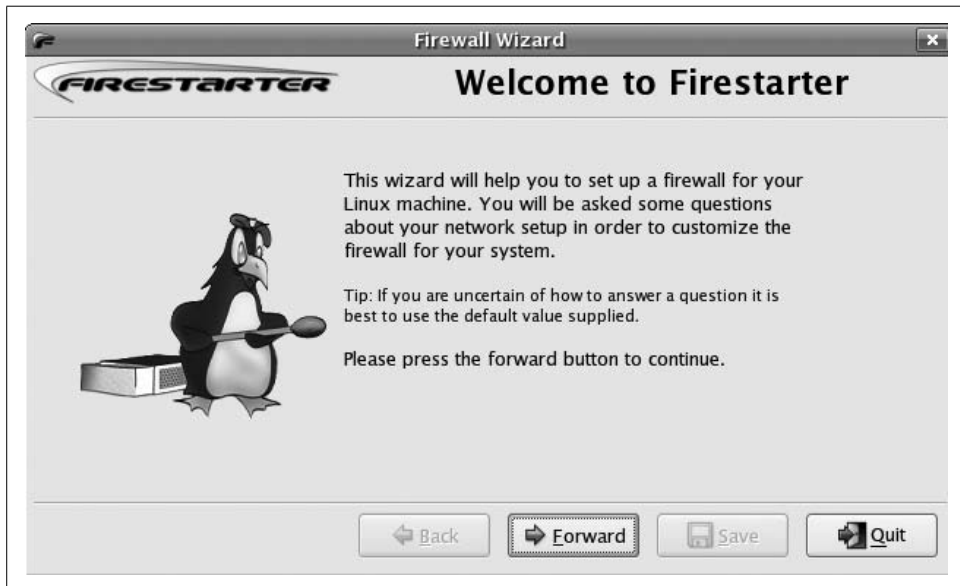 Firewall Wizard
FIRESTARTER
Welcome to Firestarter
This wizard will help you to set up a firewall for your
Linux machine. You will be asked some questions
about your network setup in order to customize the
firewall for your system.
Tip: If you are uncertain of how to answer a question it is
best to use the default value supplied.
Please press the forward button to continue.
Back
Forward
Save
Quit